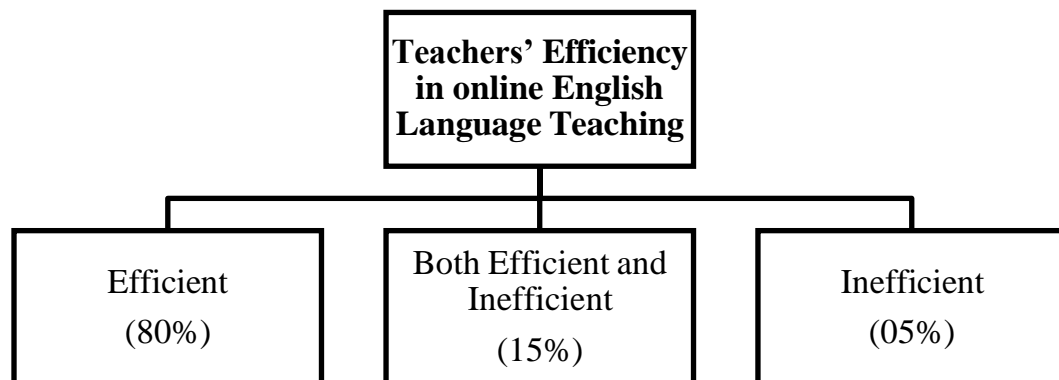 Teachers’ Efficiency
in online English
Language Teaching
Efficient
(80%)
Both Efficient and
Inefficient
(15%)
Inefficient
(05%)